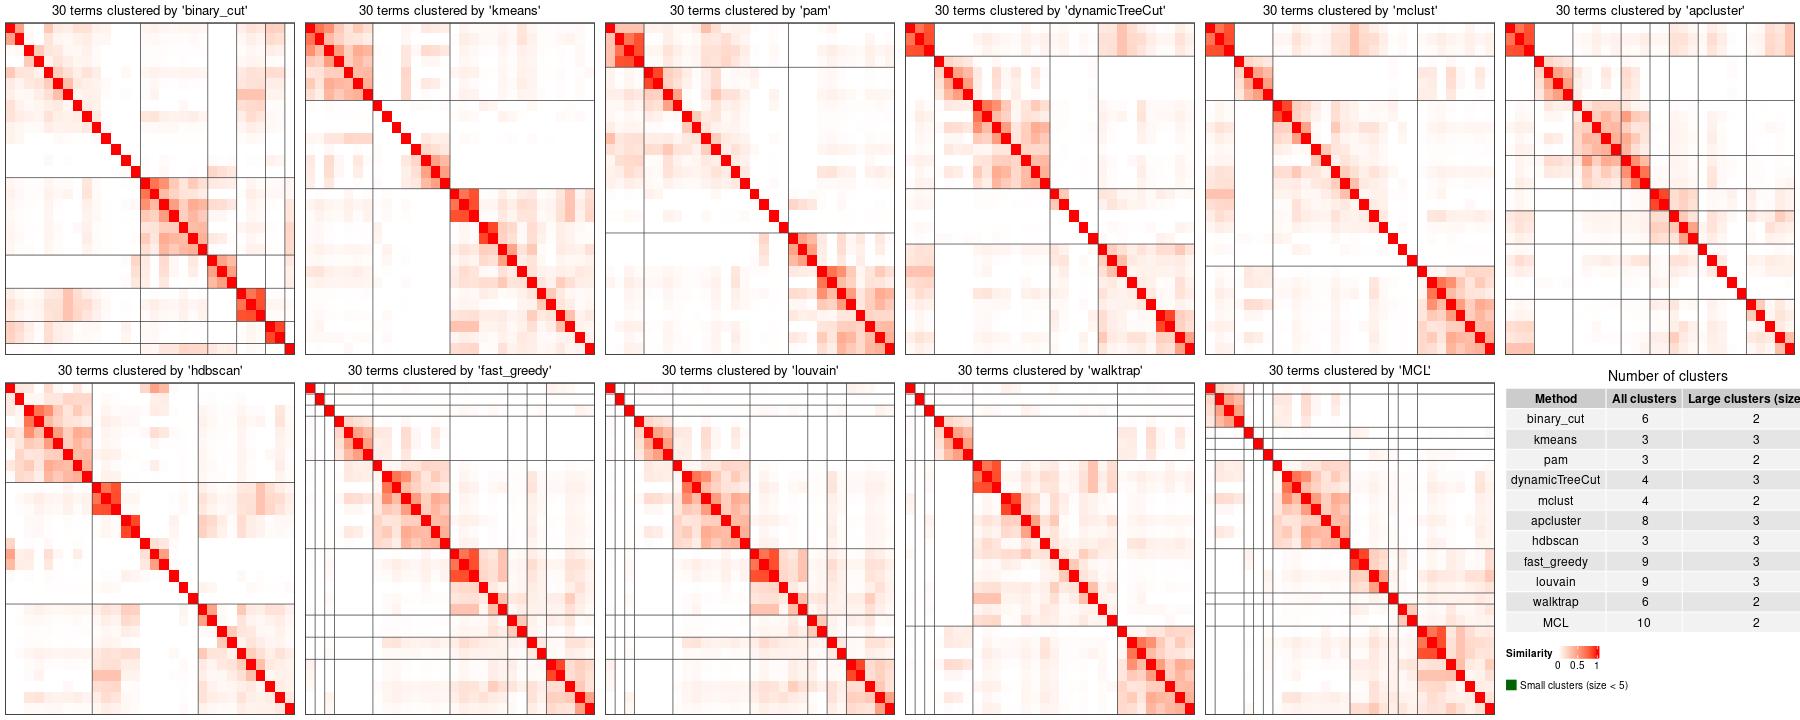 30 terms clustered by 'binary_cut'
30 terms clustered by 'kmeans'
30 terms clustered by 'pam'
30 terms clustered by 'dynamicTreeCut'
30 terms clustered by 'mclust'
30 terms clustered by 'apcluster'
30 terms clustered by 'hdbscan'
30 terms clustered by 'fast_greedy'
30 terms clustered by 'louvain'
30 terms clustered by 'walktrap'
30 terms clustered by 'MCL'
Number of clusters
Method All clusters Large clusters (size
binary_cut 6 2
kmeans 3 3
pam 3 2
dynamicTreeCut 4 3
mclust 4 2
apcluster 8 3
hdbscan 3 3
fast_greedy 9 3
louvain 9 3
walktrap 6 2
MCL 10 2
Similarity
0 0.5 1
Small clusters (size < 5)